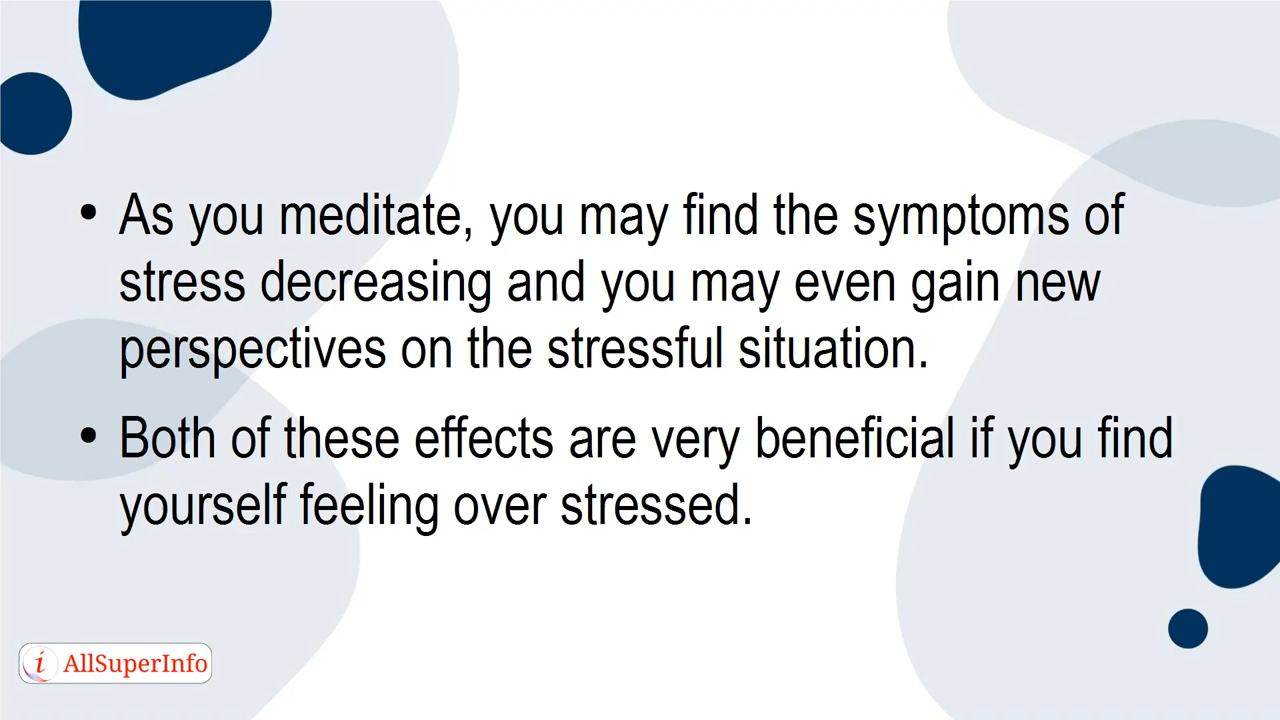 • As you meditate, you may find the symptoms of
stress decreasing and you may even gain new
perspectives on the stressful situation.
• Both of these effects are very beneficial if you find
yourself feeling over stressed.
i AllSuperInfo